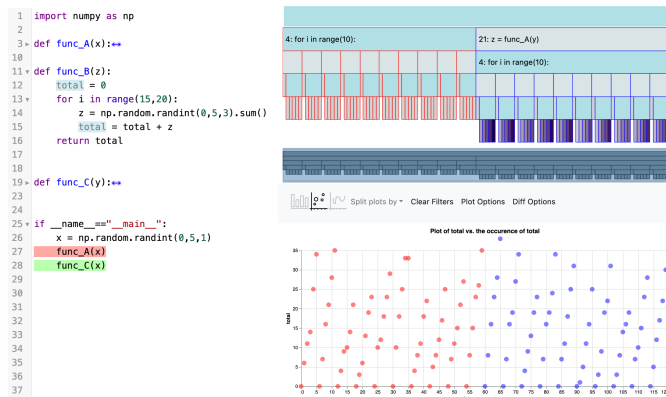 1 import numpy as np
2
3 def func_A(x):↔
10
11 def func_B(z):
12 total = 0
13 for i in range(15,20):
14 z = np.random.randint(0,5,3).sum()
15 total = total + z
16 return total
17
18
19 def func_C(y):↔
23
24
25 if __name__=="__main__":
26 x = np.random.randint(0,5,1)
27 func_A(x)
28 func_C(x)
29
30
31
32
33
34
35
36
37
4: for i in range(10):
21: z = func_A(y)
4: for i in range(10):
Split plots by Clear Filters Plot Options Diff Options
Plot of total vs. the occurence of total
total
35
30
25
20
15
10
5
0
0 5 10 15 20 25 30 35 40 45 50 55 60 65 70 75 80 85 90 95 100 105 110 115 12